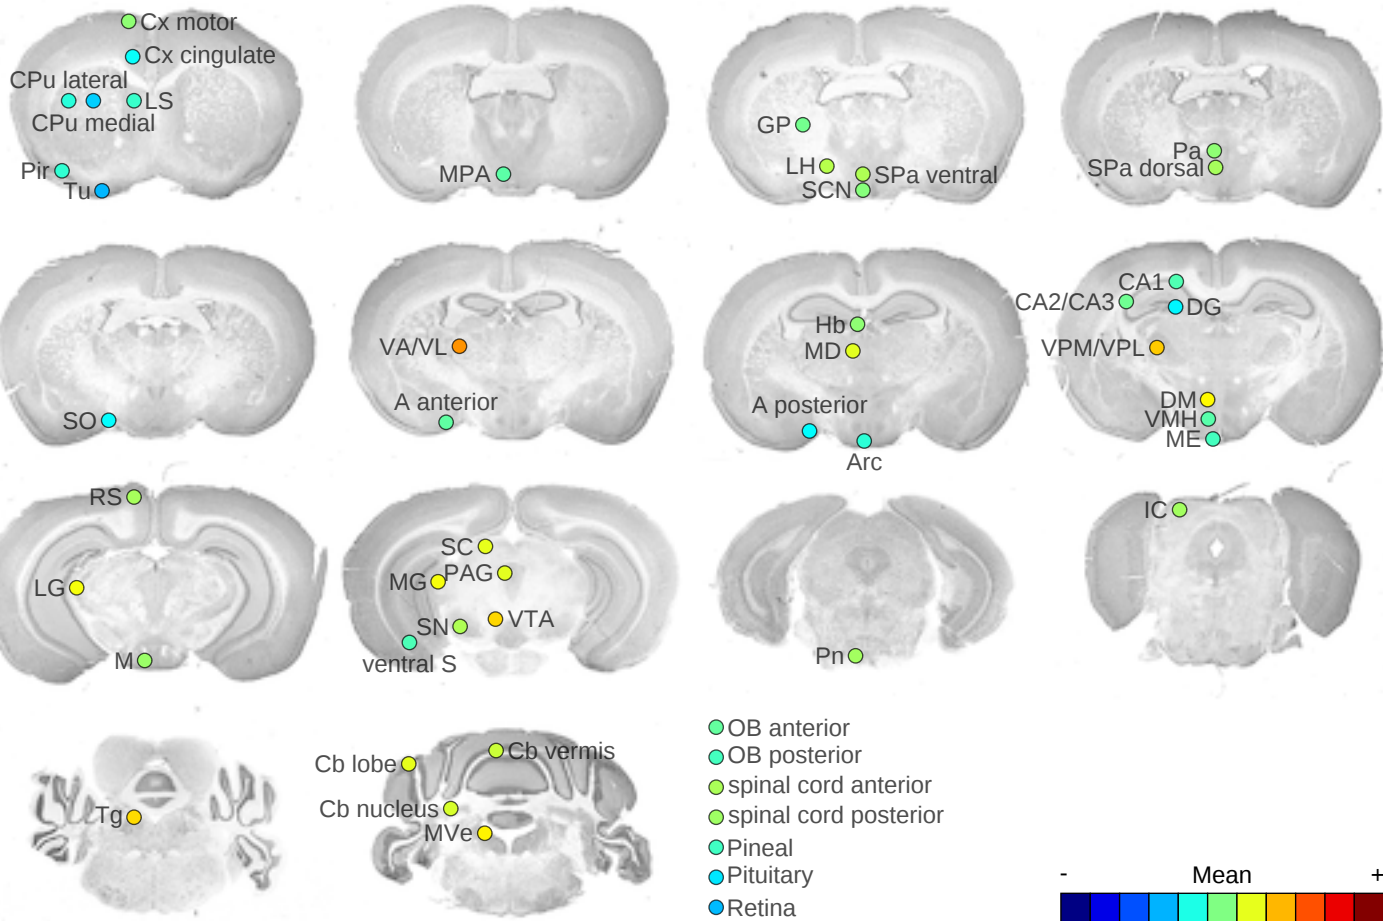 Cx motor
Cx cingulate
CPu lateral
LS
CPu medial
Pir
Tu
MPA
GP
LH
SPa ventral
SCN
Pa
SPa dorsal
SO
VA/VL
A anterior
Hb
MD
A posterior
Arc
CA1
CA2/CA3
DG
VPM/VPL
DM
VMH
ME
RS
LG
M
SC
MG
PAG
SN
VTA
ventral S
Pn
IC
Tg
Cb lobe
Cb vermis
Cb nucleus
MVe
OB anterior
OB posterior
spinal cord anterior
spinal cord posterior
Pineal
Pituitary
Retina
- Mean +